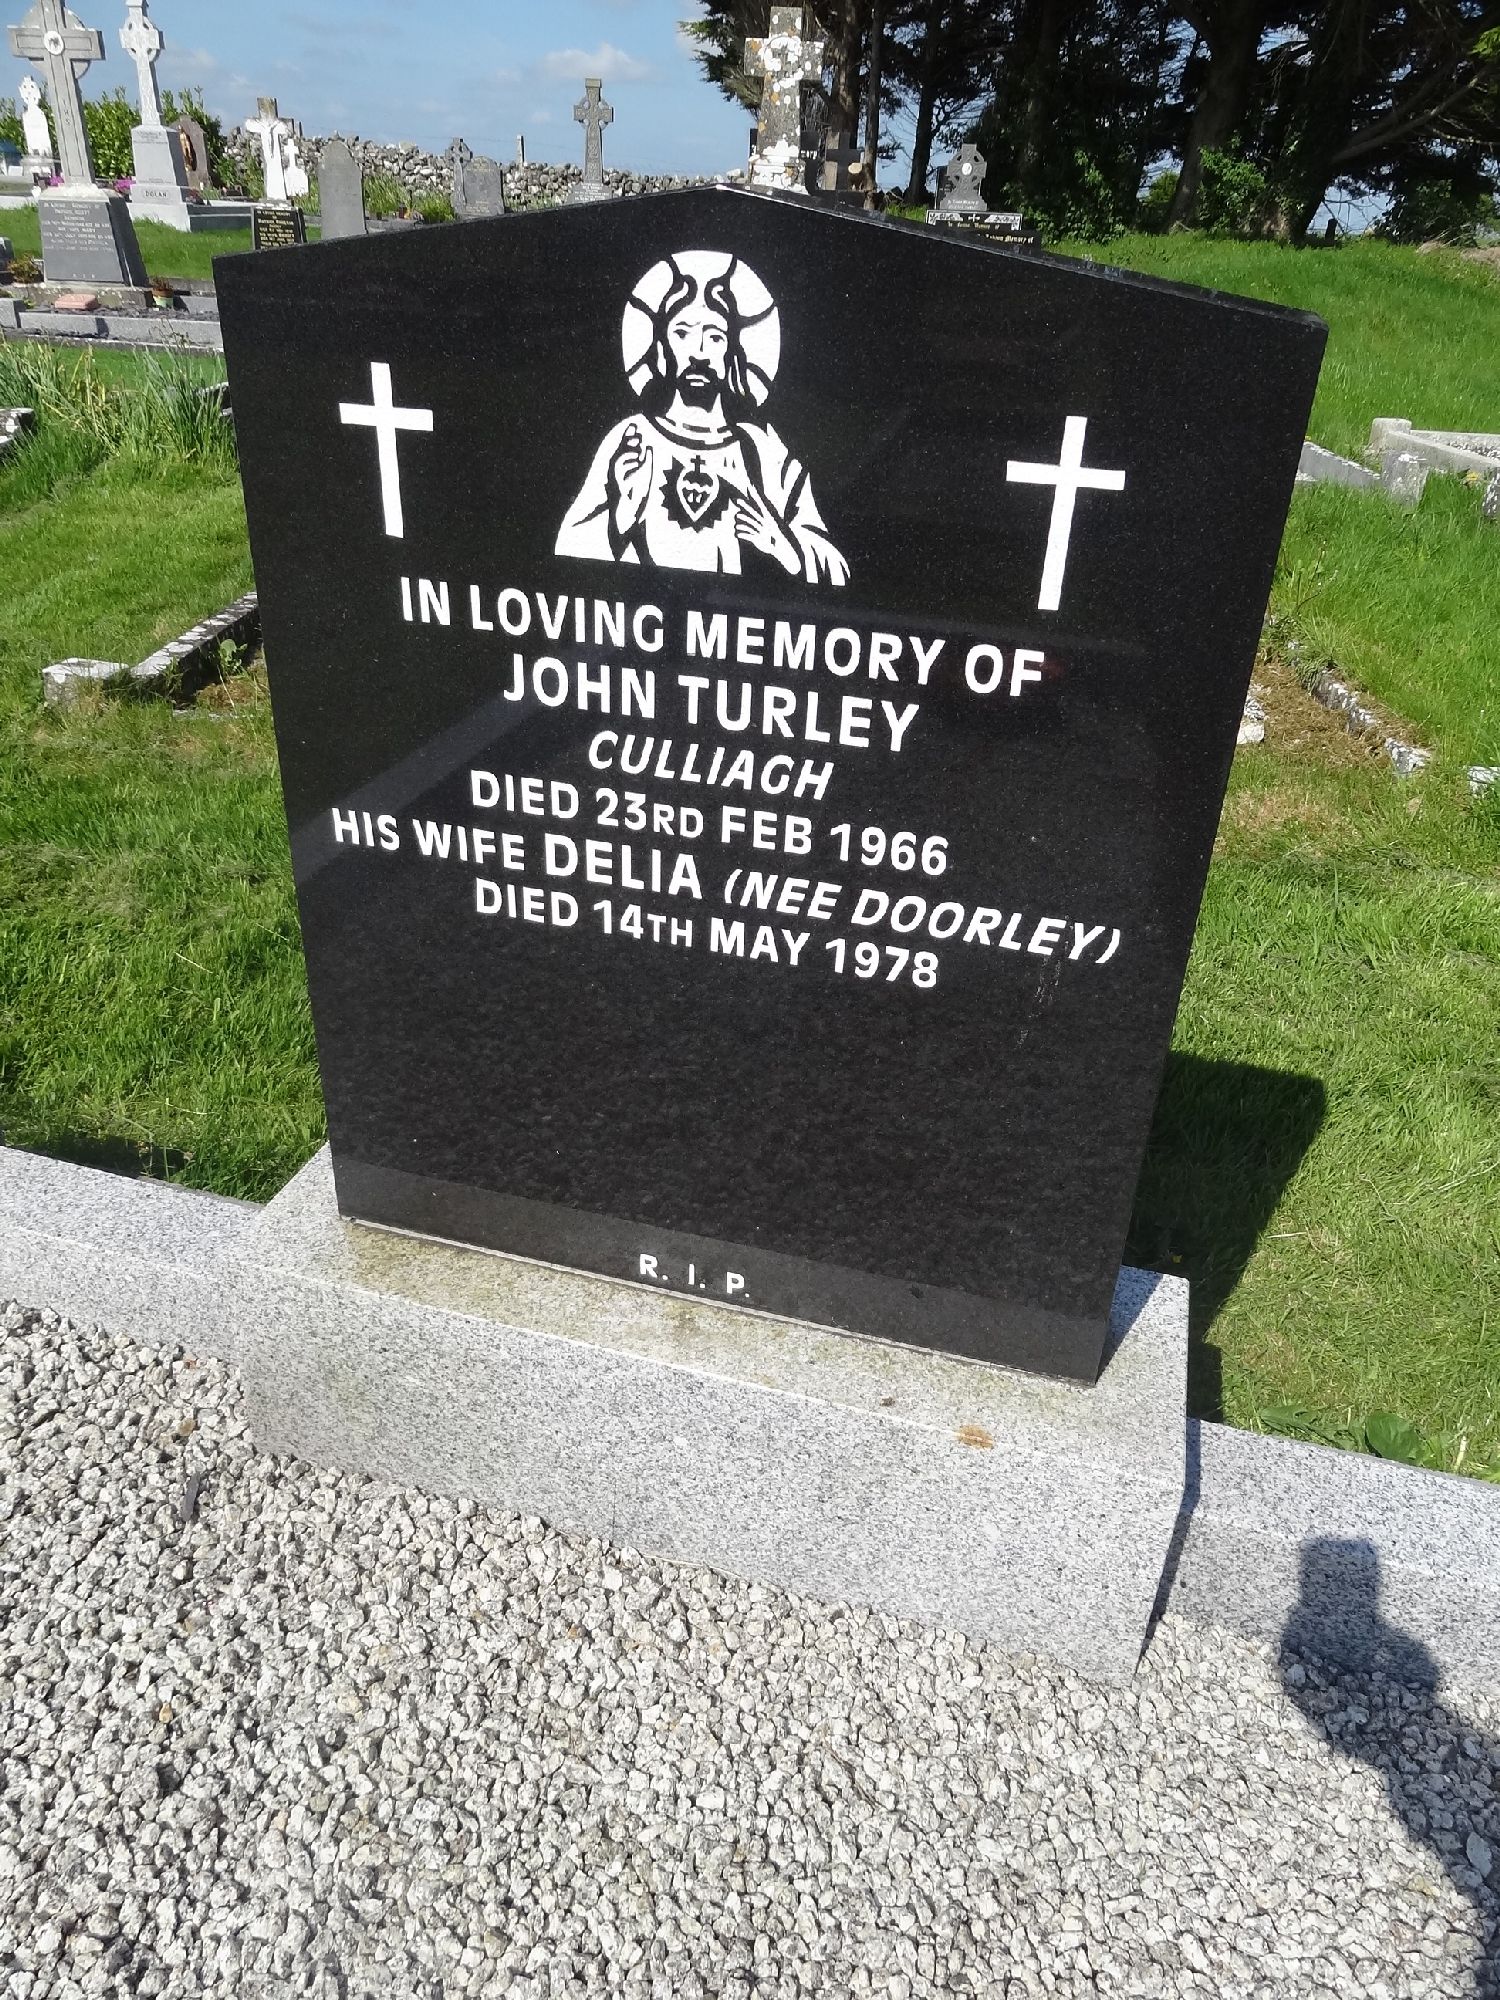 IN LOVING MEMORY OF
JOHN TURLEY
CULLIAGH
DIED 23RD FEB 1966
HIS WIFE DELIA (NEE DOORLEY)
DIED 14TH MAY 1978
R. I. P.
DOLAN